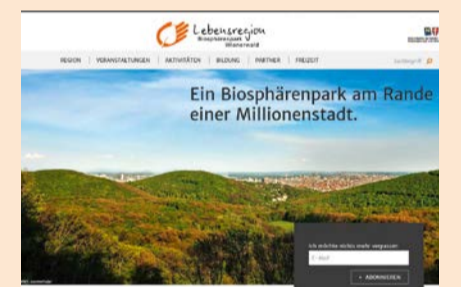 Lebensregion
Biosphärenpark
Wienerwald
REGION | VERANSTALTUNGEN | AKTIVITÄTEN | BILDUNG | PARTNER | FREIZEIT
Suchbegriff
Ein Biosphärenpark am Rande
einer Millionenstadt.
Ich möchte nichts mehr verpassen
E-Mail
ABONNIEREN